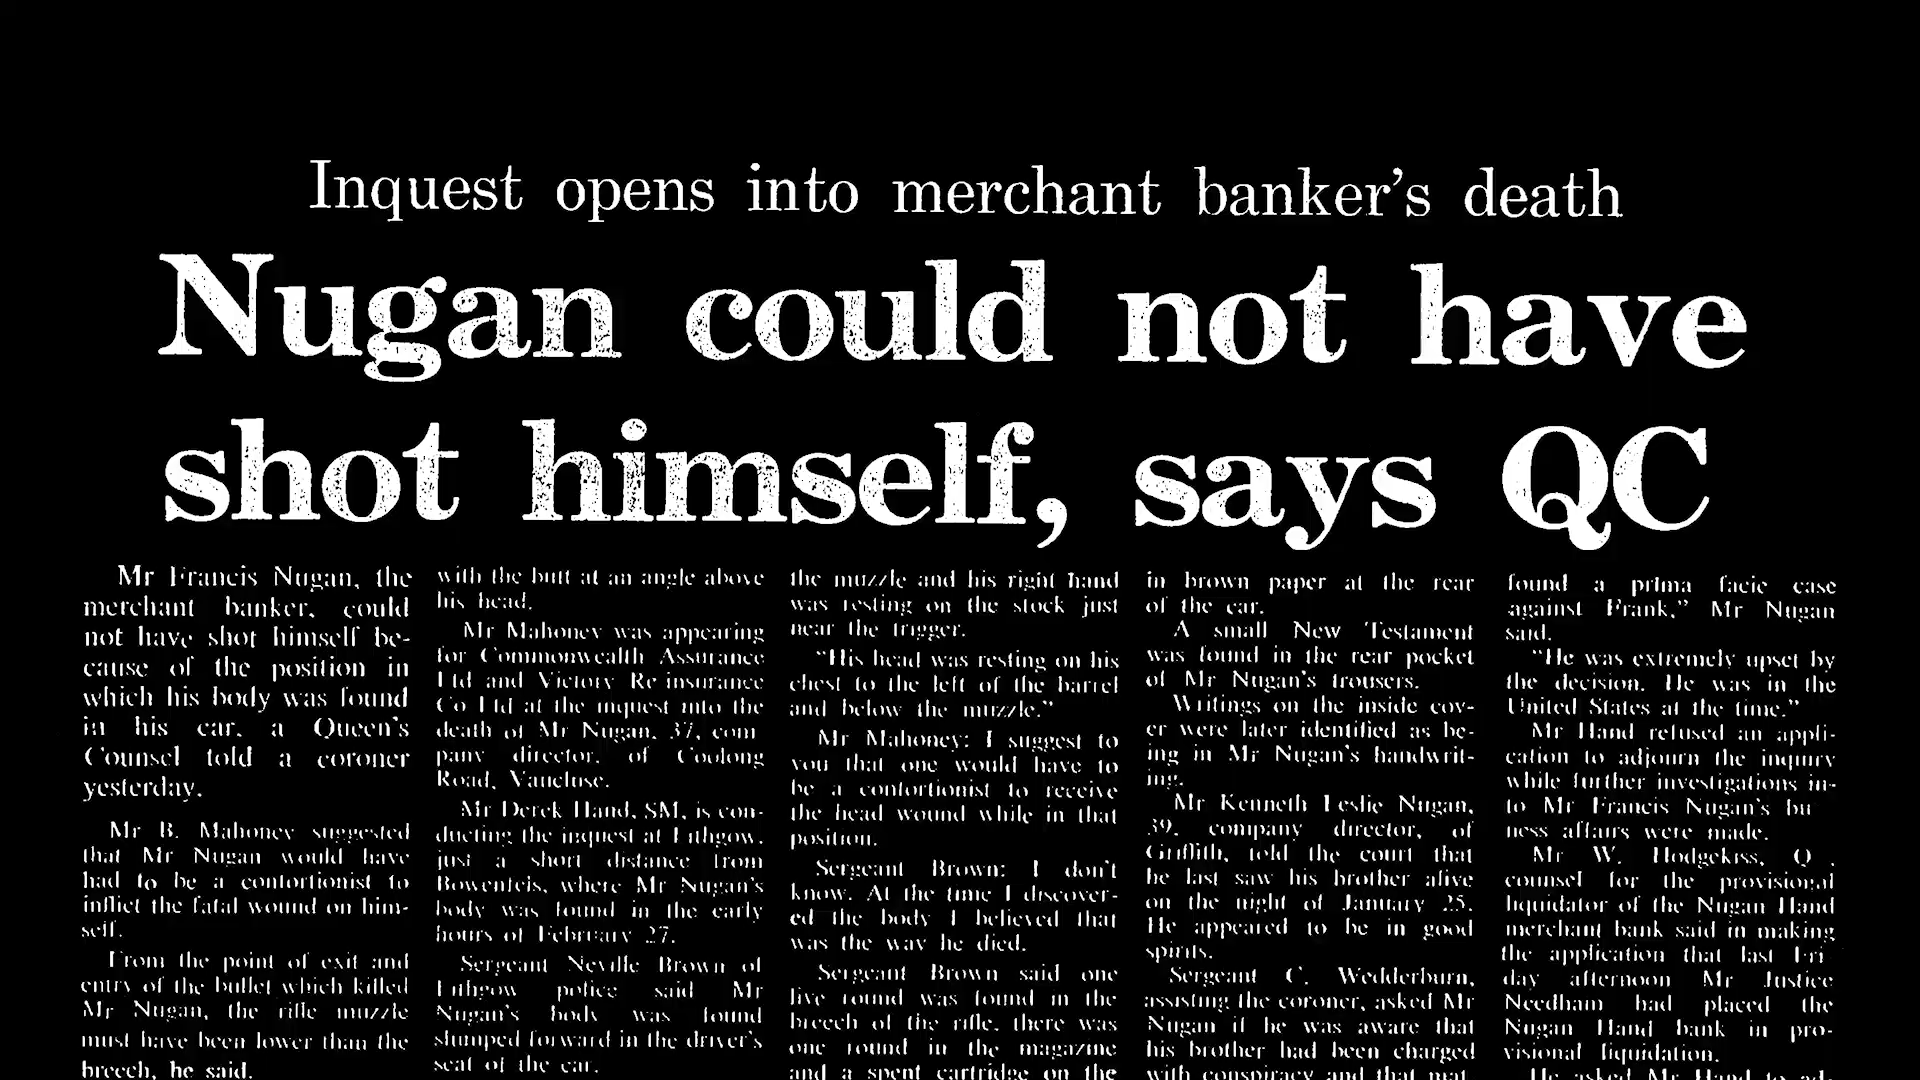 Inquest opens into merchant banker's death
Nugan could not have
shot himself, says QC
Mr Francis Nugan, the
merchant banker, could
not have shot himself be-
cause of the position in
which his body was found
in his car, a Queen's
Counsel told a coroner
yesterday.
Mr B. Mahoney suggested
that Mr Nugan would have
had to be a contortionist to
inflict the fatal wound on him-
self.
From the point of exit and
entry of the bullet which killed
Mr Nugan, the rifle muzzle
must have been lower than the
breech, he said.
with the butt at an angle above
his head.
Mr Mahoney was appearing
for Commonwealth Assurance
Ltd and Victory Re-insurance
Co Ltd at the inquest into the
death of Mr Nugan, 37, com-
pany director, of Coolong
Road, Vaucluse.
Mr Derek Hand, SM, is con-
ducting the inquest at Lithgow,
just a short distance from
Bowenfels, where Mr Nugan's
body was found in the early
hours of February 27.
Sergeant Neville Brown of
Lithgow police said Mr
Nugan's body was found
slumped forward in the driver's
seat of the car.
the muzzle and his right hand
was resting on the stock just
near the trigger.
"His head was resting on his
chest to the left of the barrel
and below the muzzle."
Mr Mahoney: I suggest to
you that one would have to
be a contortionist to receive
the head wound while in that
position.
Sergeant Brown: I don't
know. At the time I discover-
ed the body I believed that
was the way he died.
Sergeant Brown said one
live round was found in the
breech of the rifle, there was
one round in the magazine
and a spent cartridge on the
in brown paper at the rear
of the car.
A small New Testament
was found in the rear pocket
of Mr Nugan's trousers.
Writings on the inside cov-
er were later identified as be-
ing in Mr Nugan's handwrit-
ing.
Mr Kenneth Leslie Nugan,
39, company director, of
Griffith, told the court that
he last saw his brother alive
on the night of January 25.
He appeared to be in good
spirits.
Sergeant C. Wedderburn,
assisting the coroner, asked Mr
Nugan if he was aware that
his brother had been charged
with conspiracy and that mat-
found a prima facie case
against Frank," Mr Nugan
said.
"He was extremely upset by
the decision. He was in the
United States at the time."
Mr Hand refused an appli-
cation to adjourn the inquiry
while further investigations in-
to Mr Francis Nugan's bu
ness affairs were made.
Mr W. Hodgekiss, Q .
counsel for the provisional
liquidator of the Nugan Hand
merchant bank said in making
the application that last Fri-
day afternoon Mr Justice
Needham had placed the
Nugan Hand bank in pro-
visional liquidation.
He asked Mr Hand to ad-